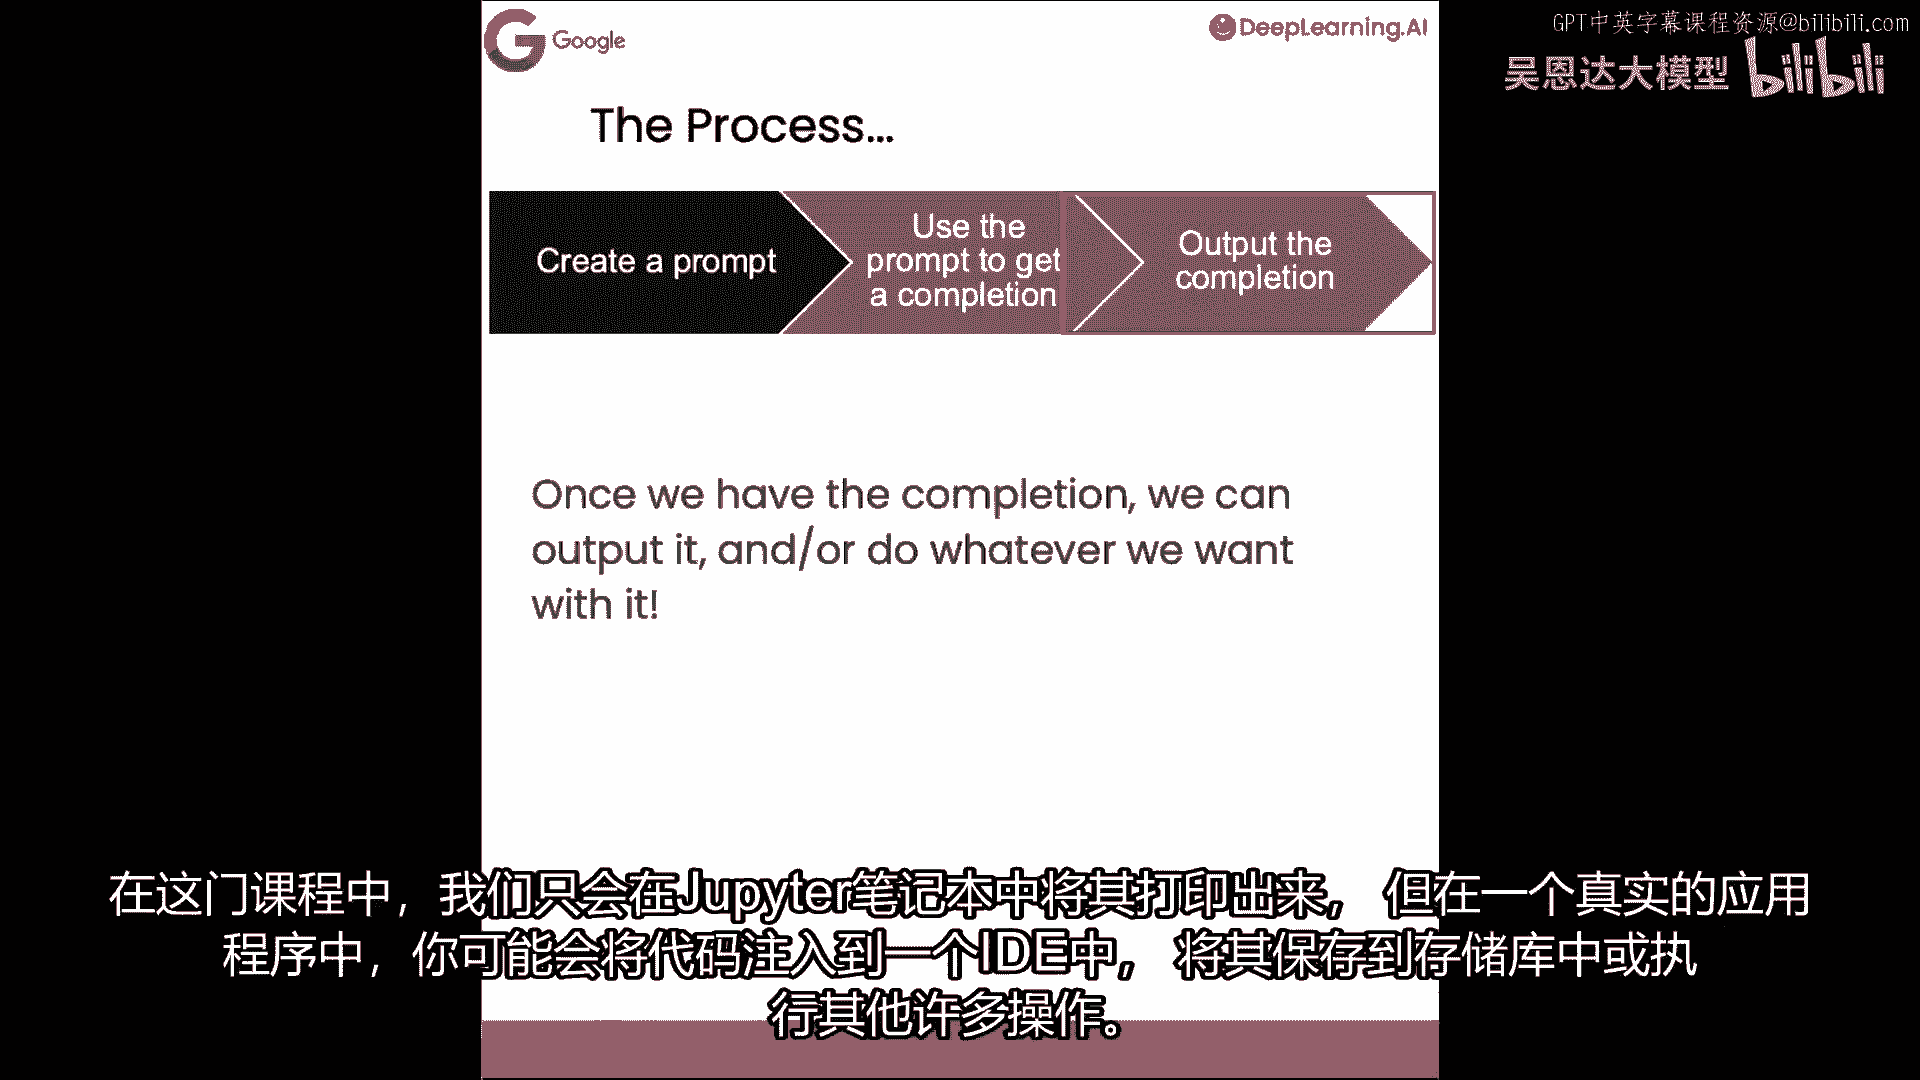 Google
DeepLearning.AI
GPT中英字幕课程资源@bilibili.com
吴恩达大模型 bilibili
The Process...
Create a prompt
Use the
prompt to get
a completion
Output the
completion
Once we have the completion, we can
output it, and/or do whatever we want
with it!
在这门课程中，我们只会在Jupyter笔记本中将其打印出来， 但在一个真实的应用
程序中，你可能会将代码注入到一个IDE中， 将其保存到存储库中或执
行其他许多操作。